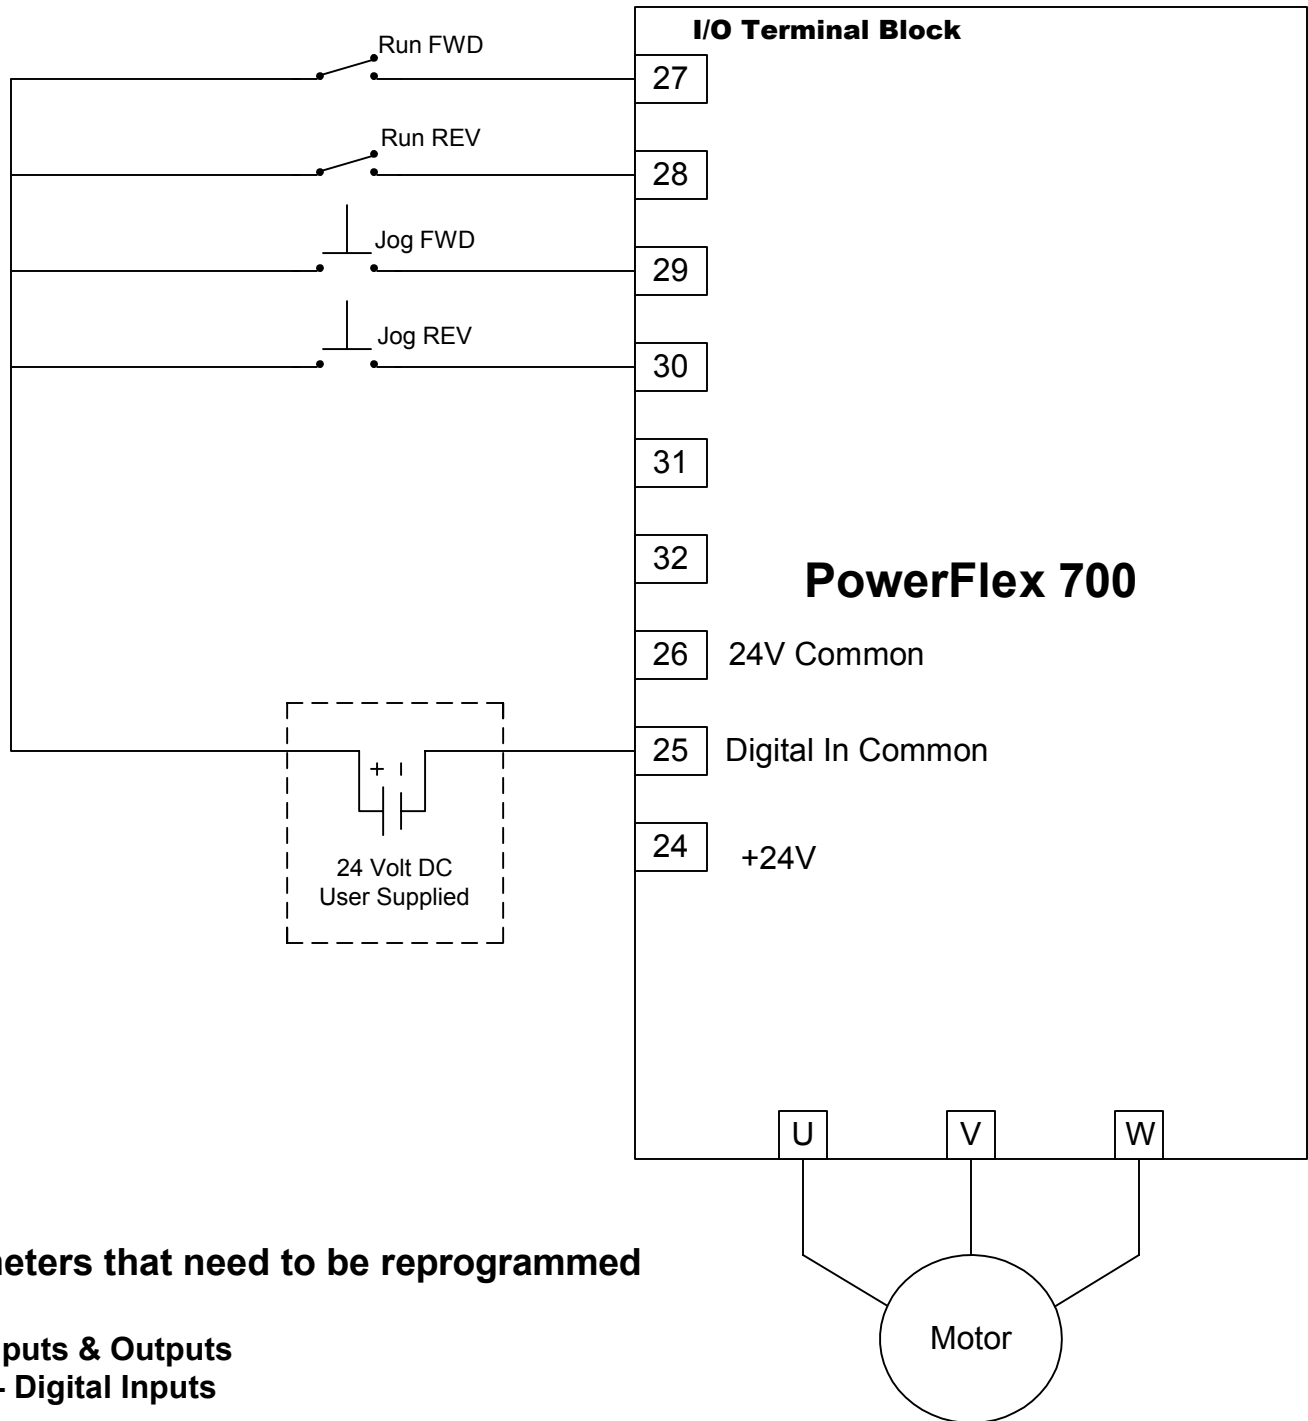 I/O Terminal Block
Run FWD
27
Run REV
28
Jog FWD
29
Jog REV
30
31
32
PowerFlex 700
26 24V Common
25 Digital In Common
+ -
24 +24V
24 Volt DC
User Supplied
U V W
that need to be reprogrammed
Motor
& Outputs
- Digital Inputs